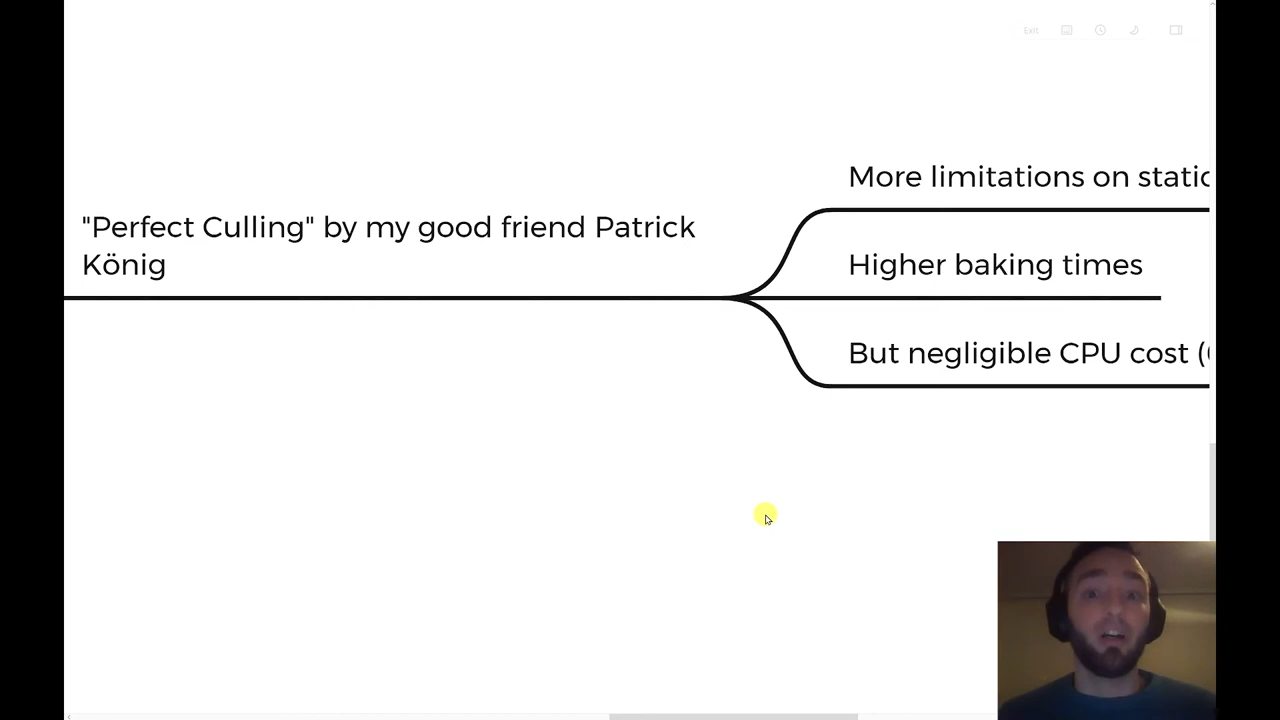 Exit
"Perfect Culling" by my good friend Patrick
König
More limitations on static
Higher baking times
But negligible CPU cost (